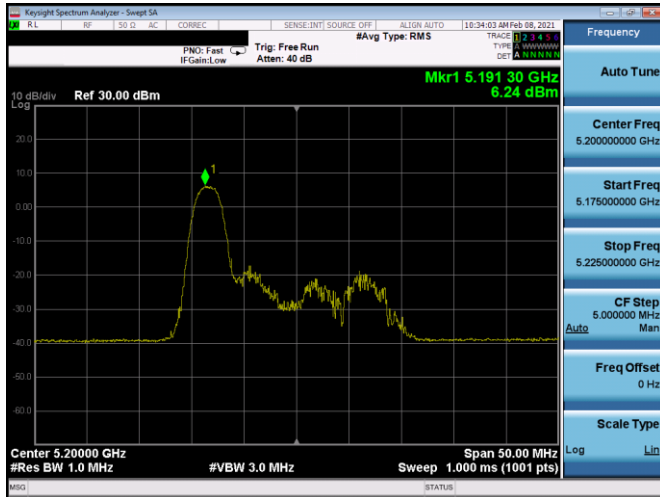 Keysight Spectrum Analyzer - Swept SA
RL RF 50 Ω AC CORREC SENSE:INT SOURCE OFF ALIGN AUTO 10:34:03 AM Feb 08, 2021
#Avg Type: RMS
TRACE 1 2 3 4 5 6
PNO: Fast Trig: Free Run TYPE A WWWWW
IFGain:Low Atten: 40 dB DET A NNNNN
Mkr1 5.191 30 GHz
6.24 dBm
10 dB/div Ref 30.00 dBm
Log
20.0
1
10.0
0.00
-10.0
-20.0
-30.0
-40.0
-50.0
-60.0
Center 5.20000 GHz Span 50.00 MHz
#Res BW 1.0 MHz #VBW 3.0 MHz Sweep 1.000 ms (1001 pts)
MSG STATUS
Frequency
Auto Tune
Center Freq
5.200000000 GHz
Start Freq
5.175000000 GHz
Stop Freq
5.225000000 GHz
CF Step
5.000000 MHz
Auto Man
Freq Offset
0 Hz
Scale Type
Log Lin